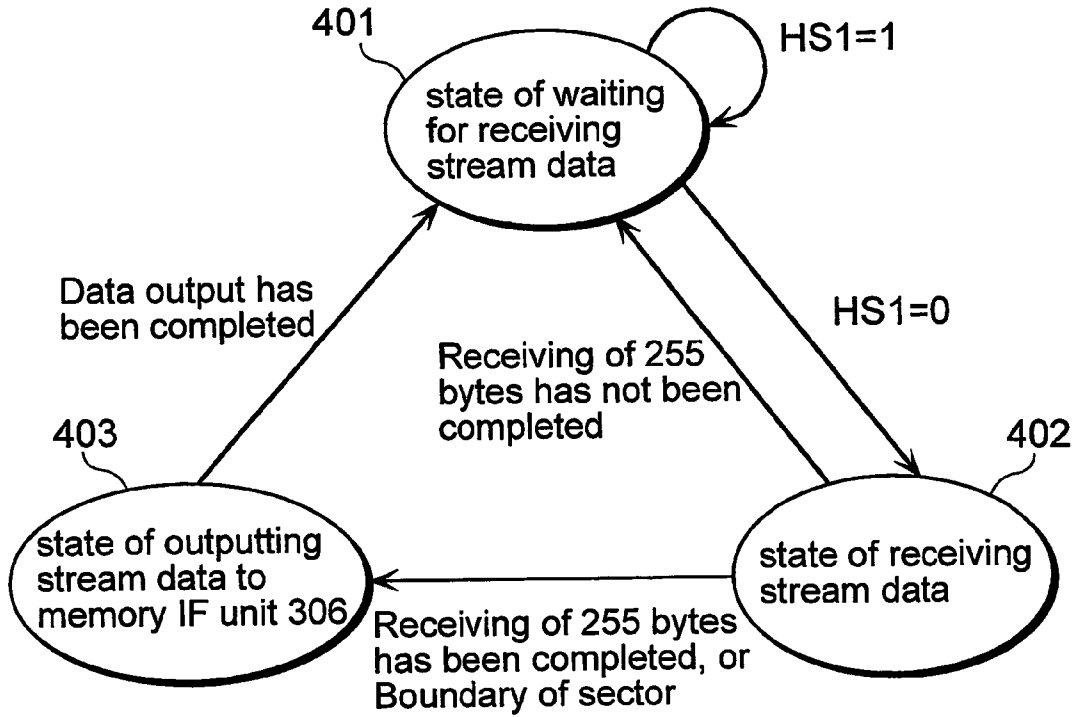 401
HS1=1
state of waiting
for receiving
stream data
Data output has
been completed
HS1=0
Receiving of 255
bytes has not been
completed
403
402
state of outputting
stream data to
memory IF unit 306
state of receiving
stream data
Receiving of 255 bytes
has been completed, or
Boundary of sector